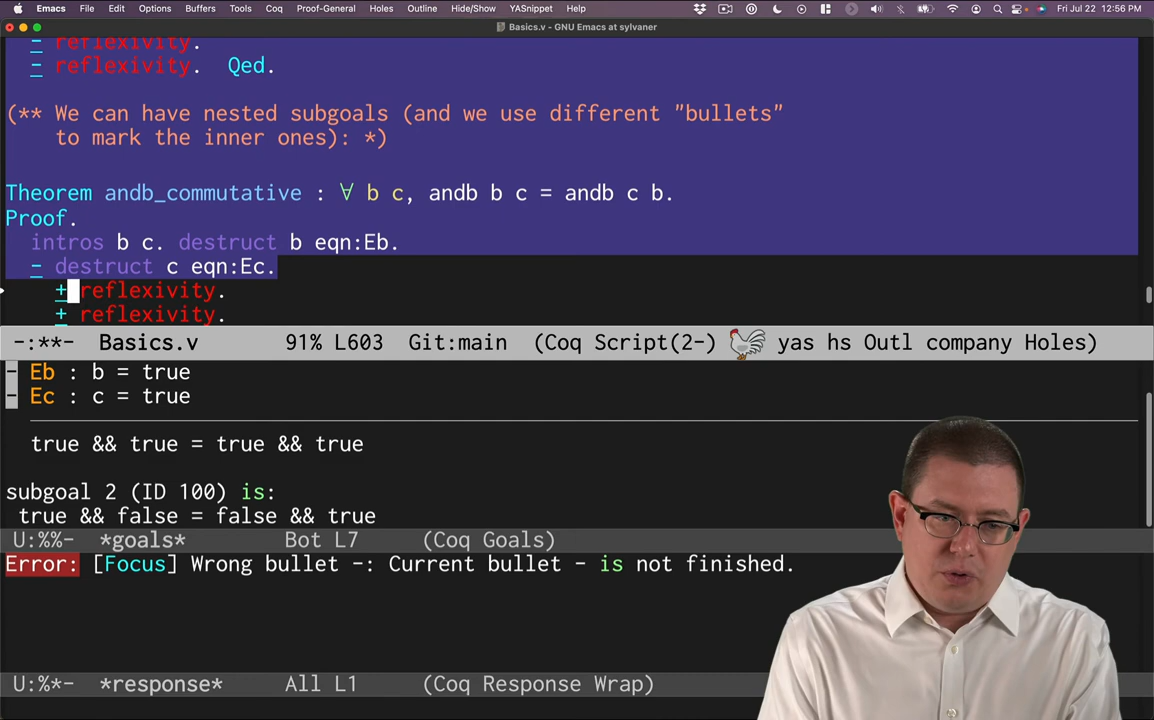 Emacs File Edit Options Buffers Tools Coq Proof-General Holes Outline Hide/Show YASnippet Help Fri Jul 22 12:56 PM
Basics.v - GNU Emacs at sylvaner
- reflexivity.
- reflexivity. Qed.
(** We can have nested subgoals (and we use different "bullets"
to mark the inner ones): *)
Theorem andb_commutative : ∀ b c, andb b c = andb c b.
Proof.
intros b c. destruct b eqn:Eb.
- destruct c eqn:Ec.
+ reflexivity.
+ reflexivity.
-:**- Basics.v 91% L603 Git:main (Coq Script(2-) yas hs Outl company Holes)
- Eb : b = true
- Ec : c = true
true && true = true && true
subgoal 2 (ID 100) is:
true && false = false && true
U:%%- *goals* Bot L7 (Coq Goals)
Error: [Focus] Wrong bullet -: Current bullet - is not finished.
U:%*- *response* All L1 (Coq Response Wrap)